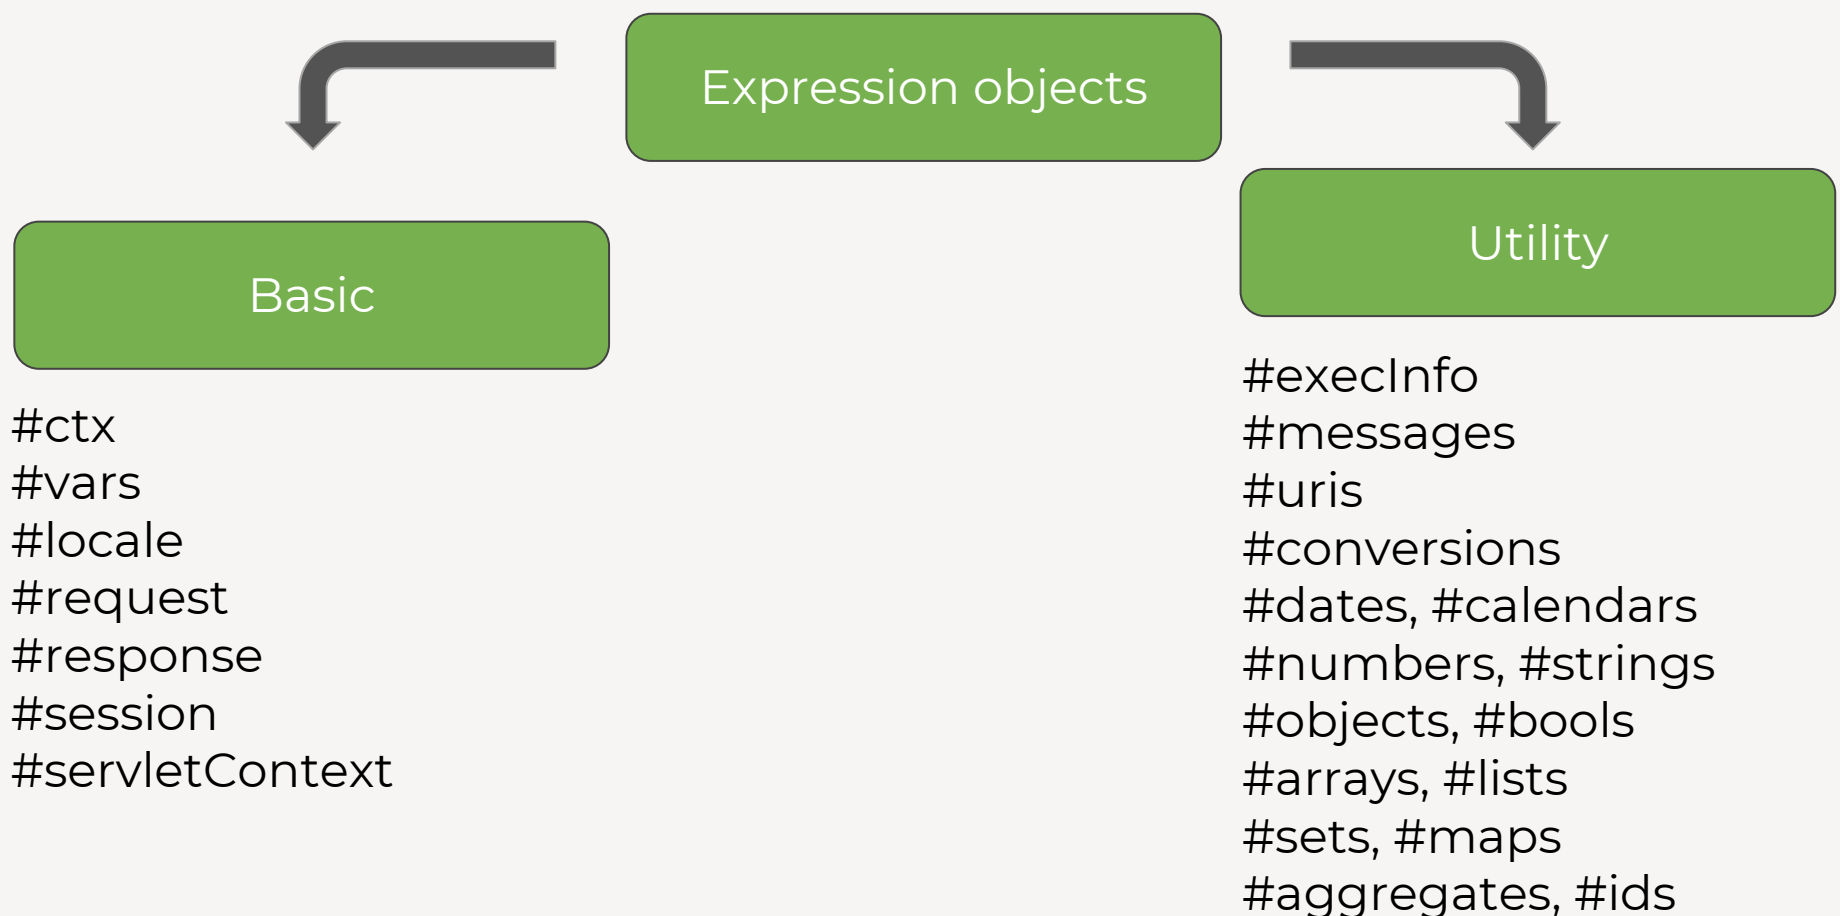 Expression objects
Basic
#ctx
#vars
#locale
#request
#response
#session
#servletContext
Utility
#execInfo
#messages
#uris
#conversions
#dates, #calendars
#numbers, #strings
#objects, #bools
#arrays, #lists
#sets, #maps
#aggregates, #ids